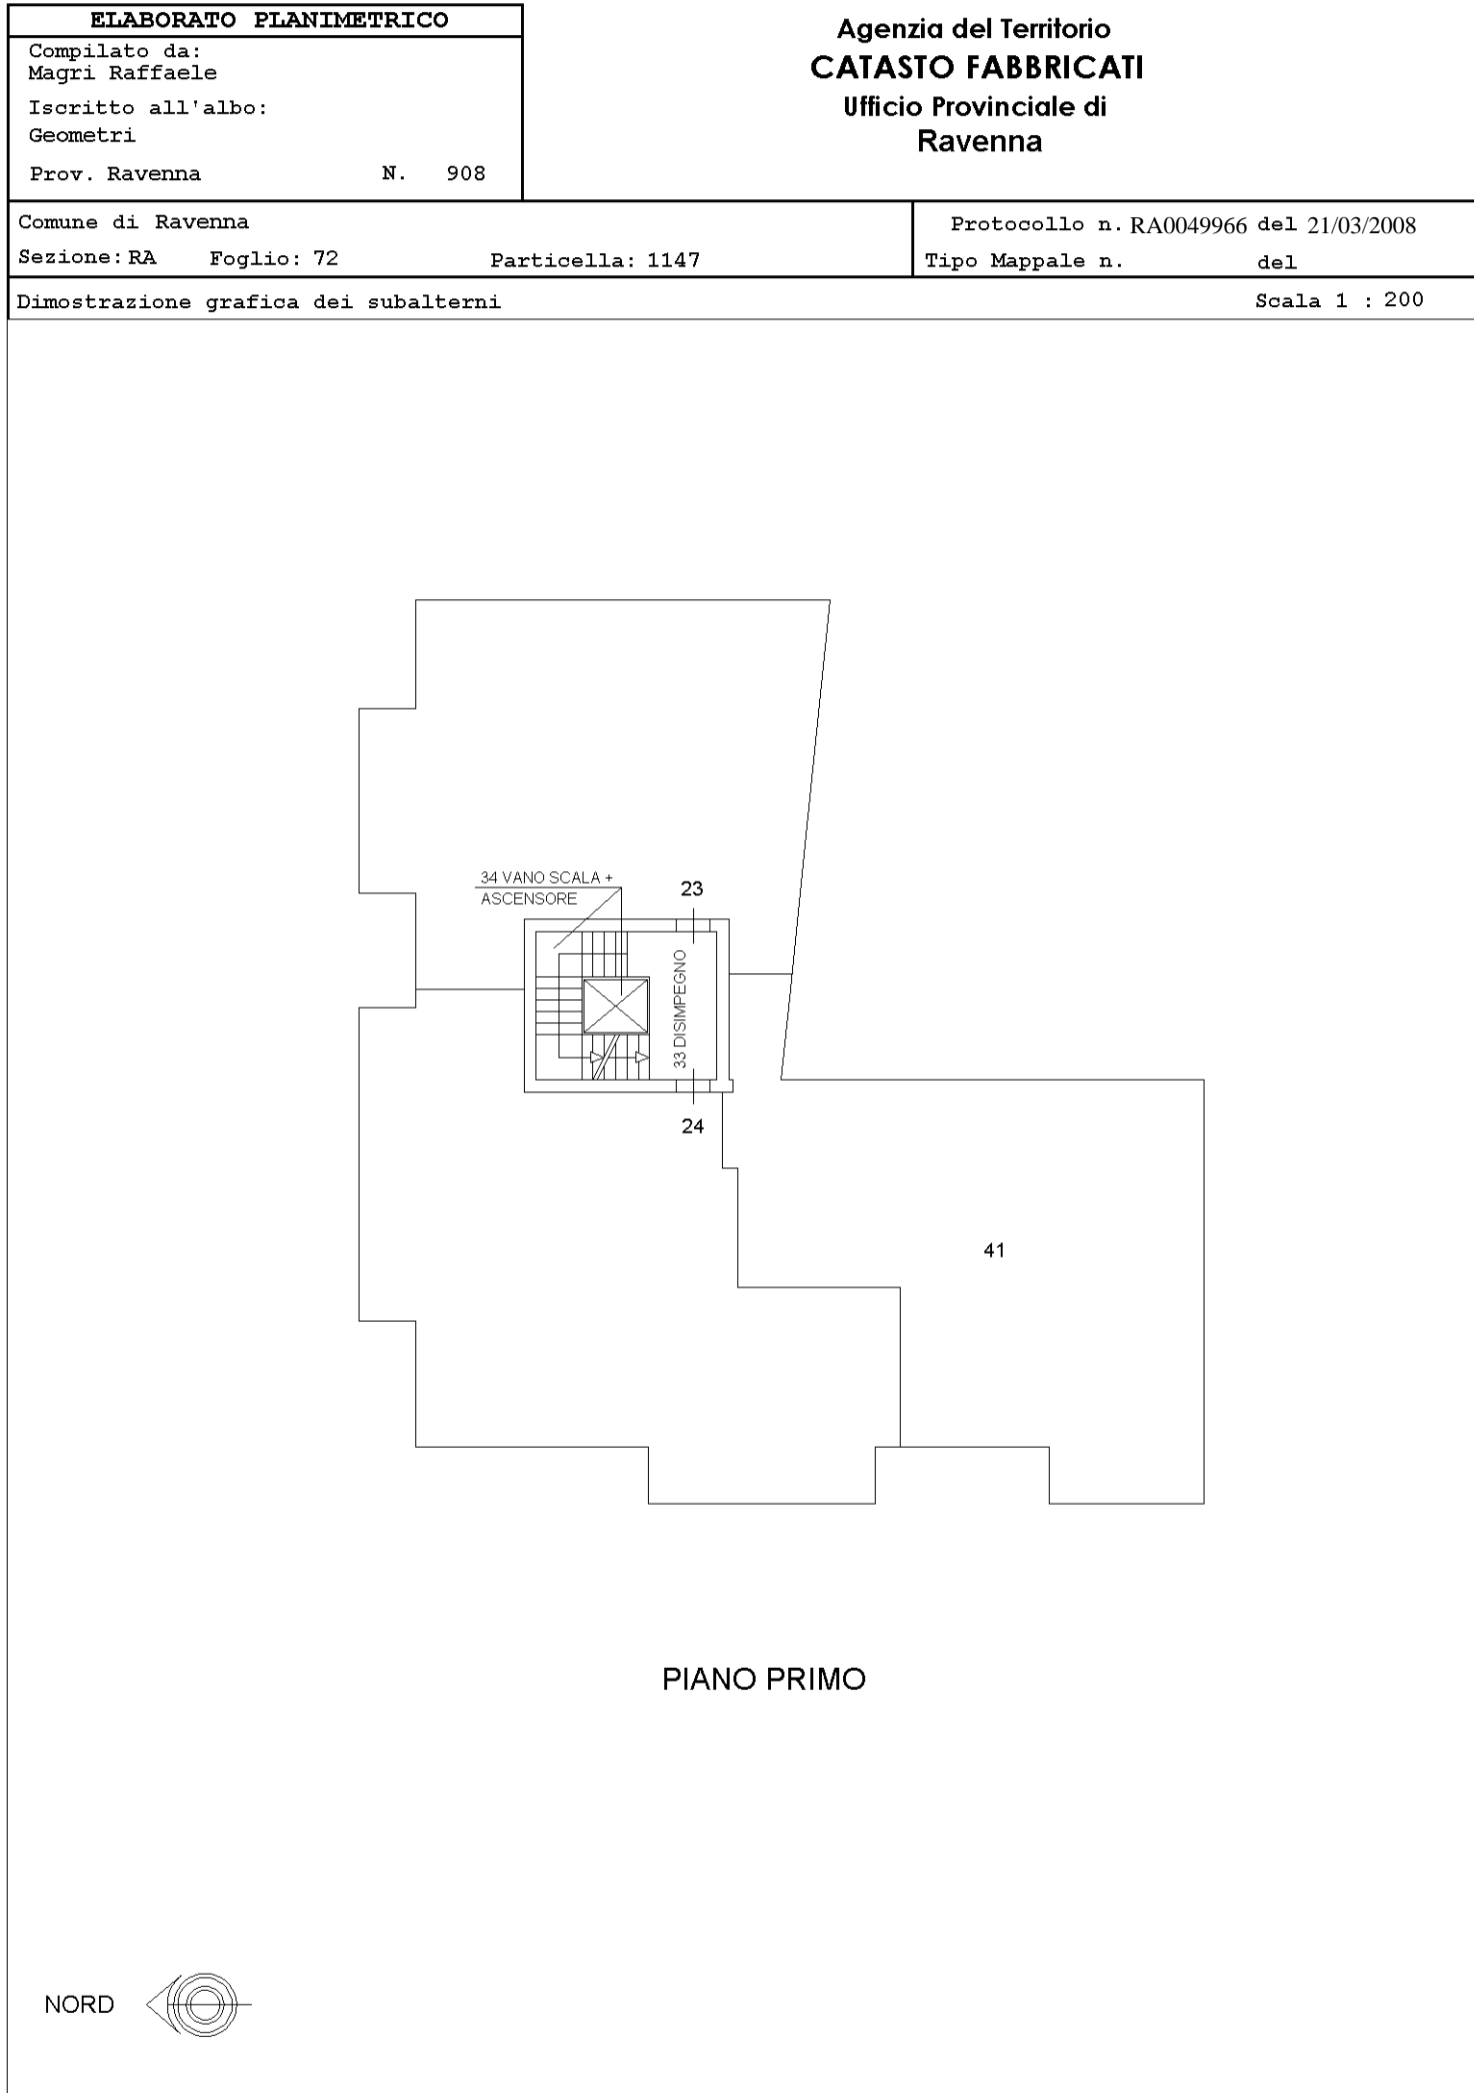 ELABORATO PLANIMETRICO
Compilato da:
Magri Raffaele
Iscritto all'albo:
Geometri
Prov. Ravenna N. 908
Agenzia del Territorio
CATASTO FABBRICATI
Ufficio Provinciale di
Ravenna
Comune di Ravenna
Sezione: RA Foglio: 72 Particella: 1147
Protocollo n. RA0049966 del 21/03/2008
Tipo Mappale n. del
Dimostrazione grafica dei subalterni Scala 1 : 200
34 VANO SCALA +
ASCENSORE
23
33 DISIMPEGNO
24
41
PIANO PRIMO
NORD